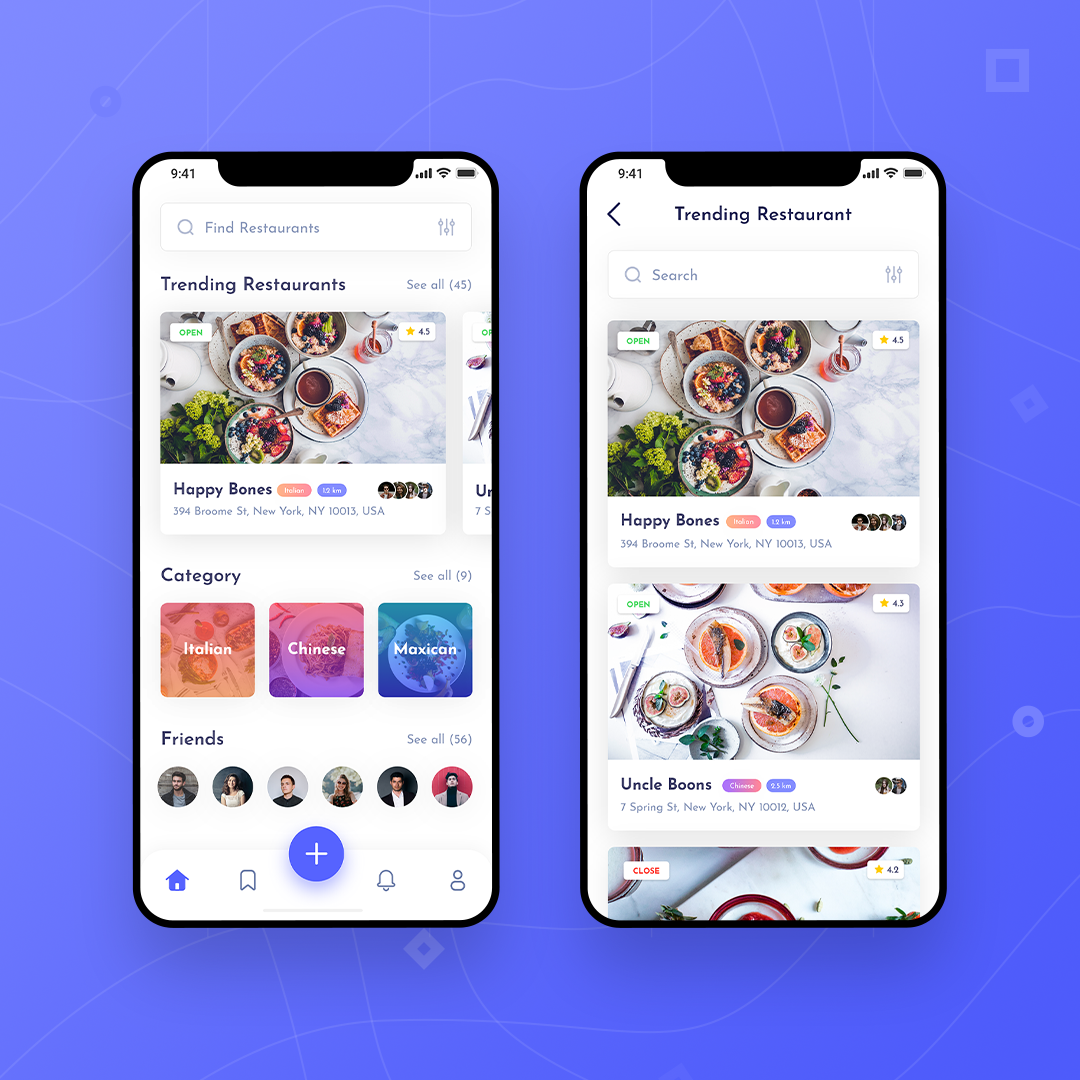 9:41
Find Restaurants
Trending Restaurants
See all (45)
OPEN
4.5
OP
Happy Bones
Italian
1.2 km
394 Broome St, New York, NY 10013, USA
Un
7 S
Category
See all (9)
Italian
Chinese
Maxican
Friends
See all (56)
9:41
Trending Restaurant
Search
OPEN
4.5
Happy Bones
Italian
1.2 km
394 Broome St, New York, NY 10013, USA
OPEN
4.3
Uncle Boons
Chinese
2.5 km
7 Spring St, New York, NY 10012, USA
CLOSE
4.2